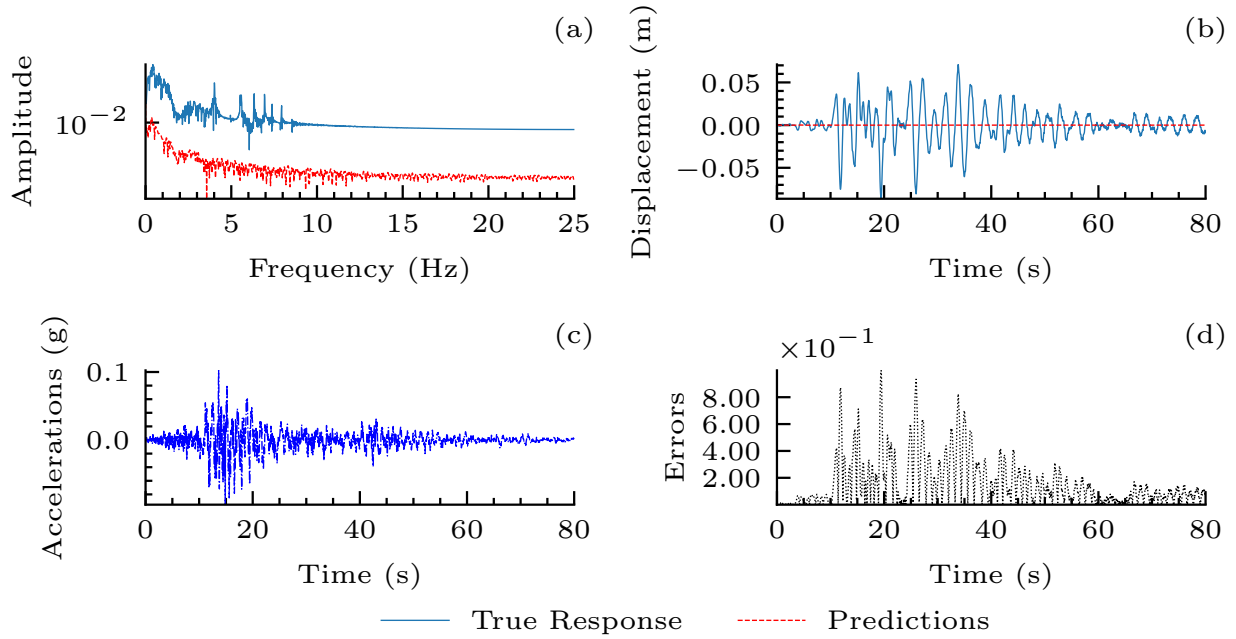 (a)
Amplitude
10⁻²
0 5 10 15 20 25
Frequency (Hz)
(b)
Displacement (m)
0.05
0.00
−0.05
0 20 40 60 80
Time (s)
(c)
Accelerations (g)
0.1
0.0
0 20 40 60 80
Time (s)
(d)
×10⁻¹
Errors
8.00
6.00
4.00
2.00
0 20 40 60 80
Time (s)
True Response
Predictions